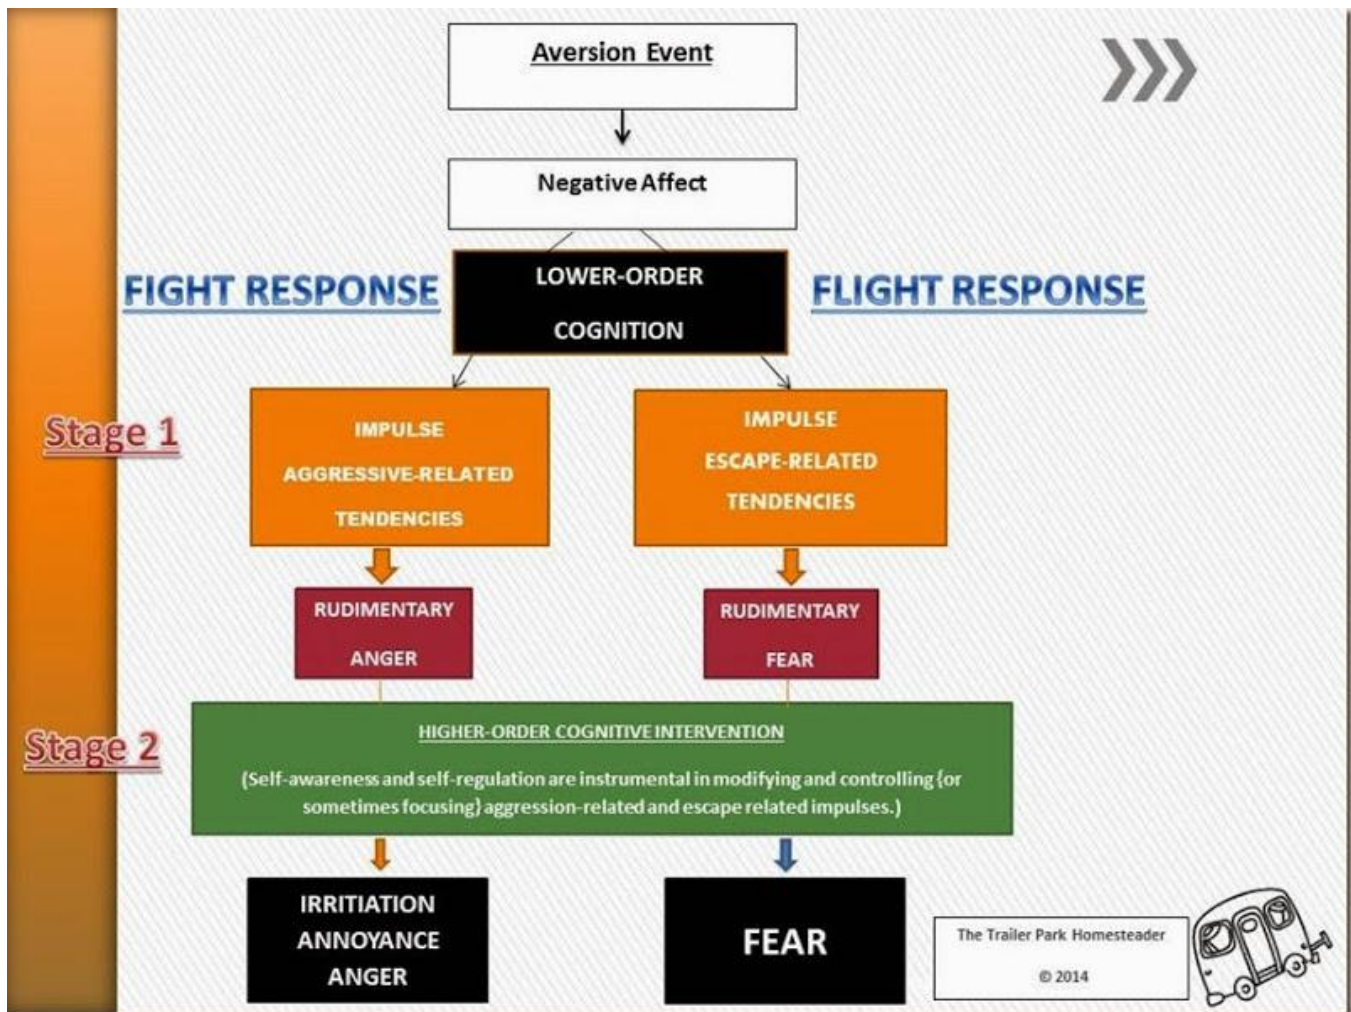 Aversion Event
Negative Affect
FIGHT RESPONSE
LOWER-ORDER
COGNITION
FLIGHT RESPONSE
Stage 1
IMPULSE
AGGRESSIVE-RELATED
TENDENCIES
IMPULSE
ESCAPE-RELATED
TENDENCIES
RUDIMENTARY
ANGER
RUDIMENTARY
FEAR
Stage 2
HIGHER-ORDER COGNITIVE INTERVENTION
(Self-awareness and self-regulation are instrumental in modifying and controlling {or
sometimes focusing} aggression-related and escape related impulses.)
IRRITIATION
ANNOYANCE
ANGER
FEAR
The Trailer Park Homesteader
© 2014